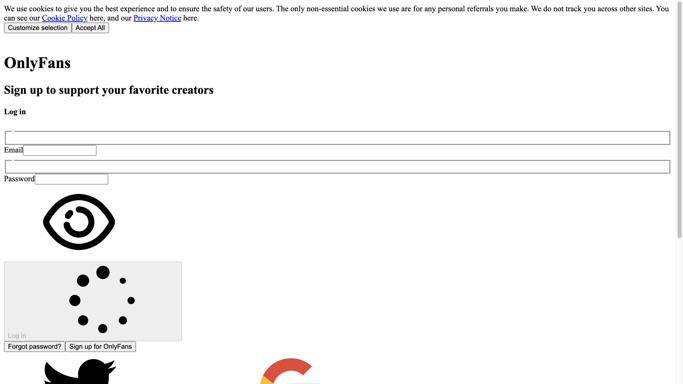 We use cookies to give you the best experience and to ensure the safety of our users. The only non-essential cookies we use are for any personal referrals you make. We do not track you across other sites. You
can see our Cookie Policy here, and our Privacy Notice here.
Customize selection Accept All
OnlyFans
Sign up to support your favorite creators
Log in
Email
Password
Log in
Forgot password? Sign up for OnlyFans